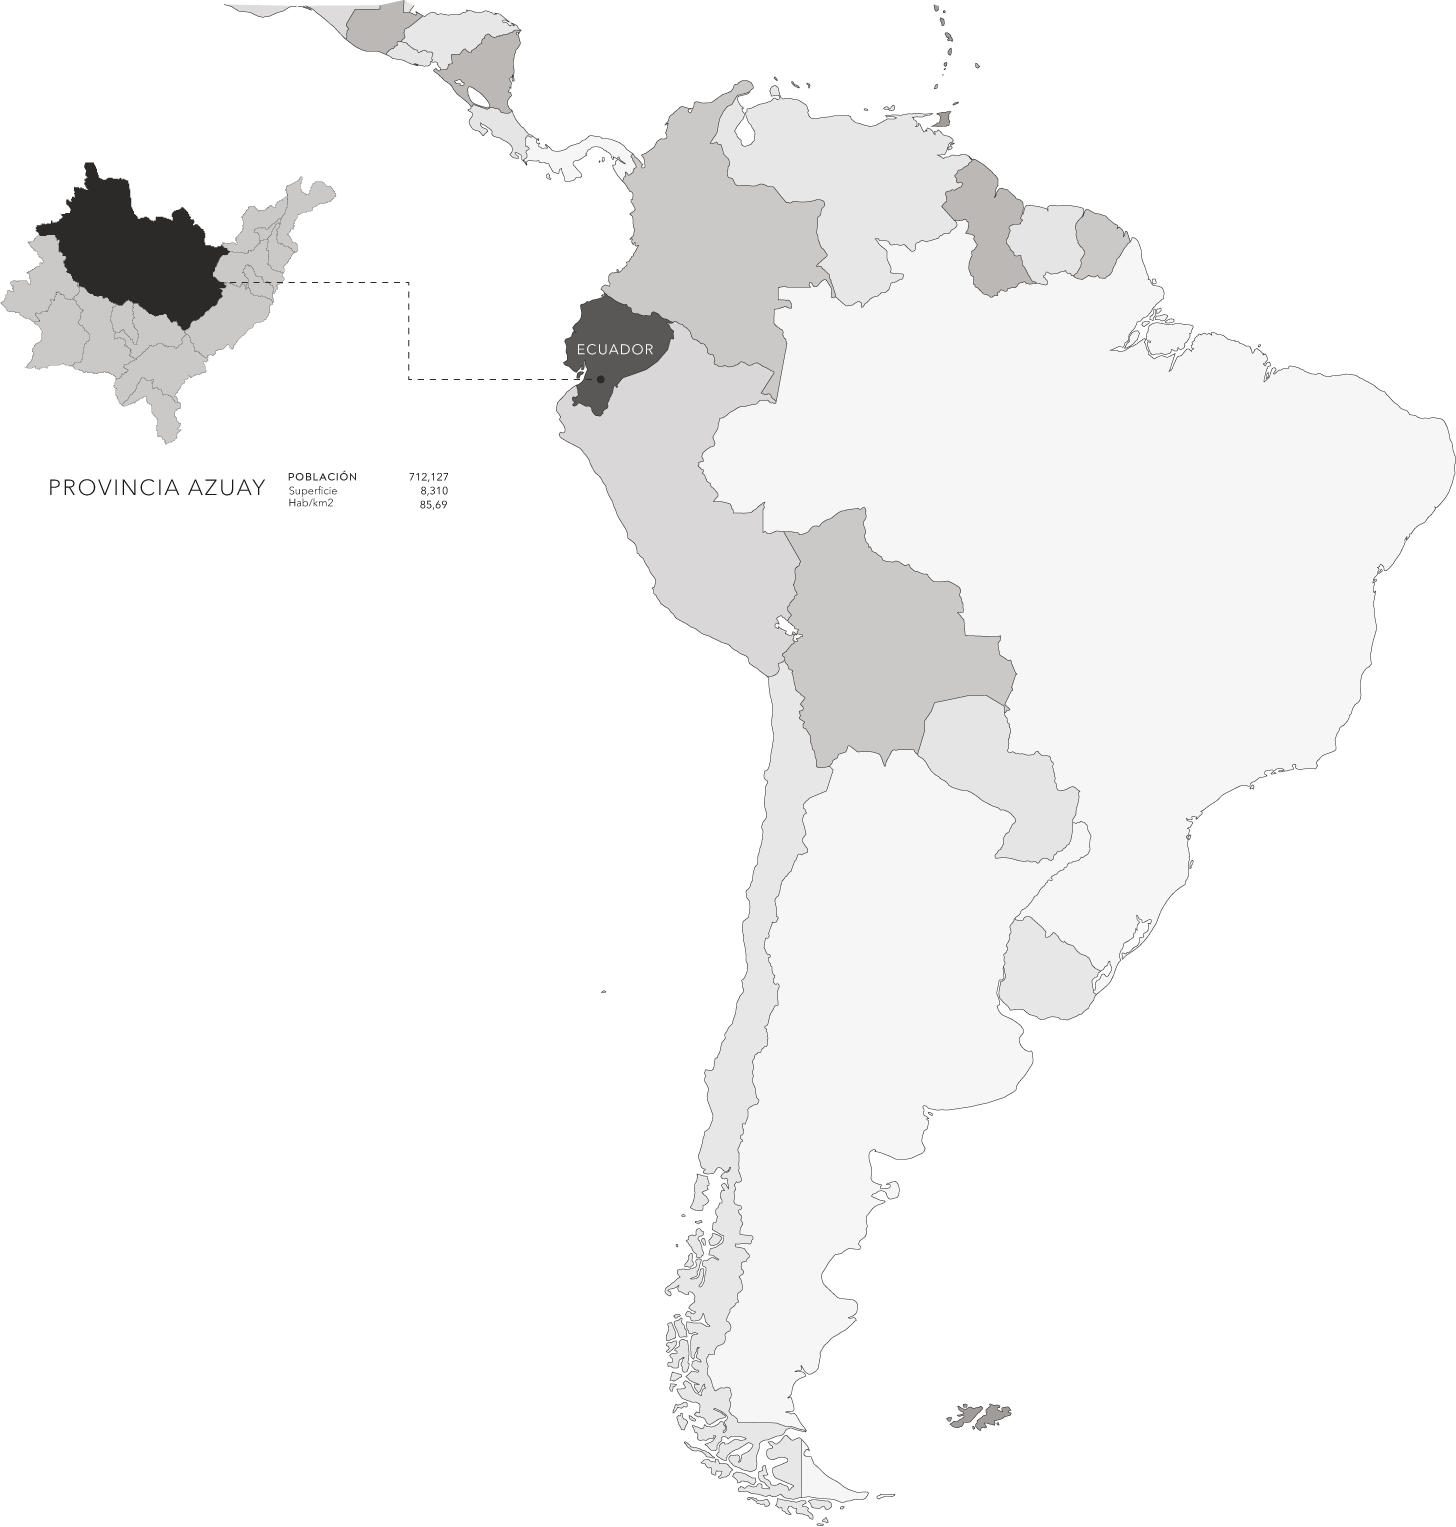 ECUADOR
PROVINCIA AZUAY
POBLACIÓN 712,127
Superficie 8,310
Hab/km2 85,69